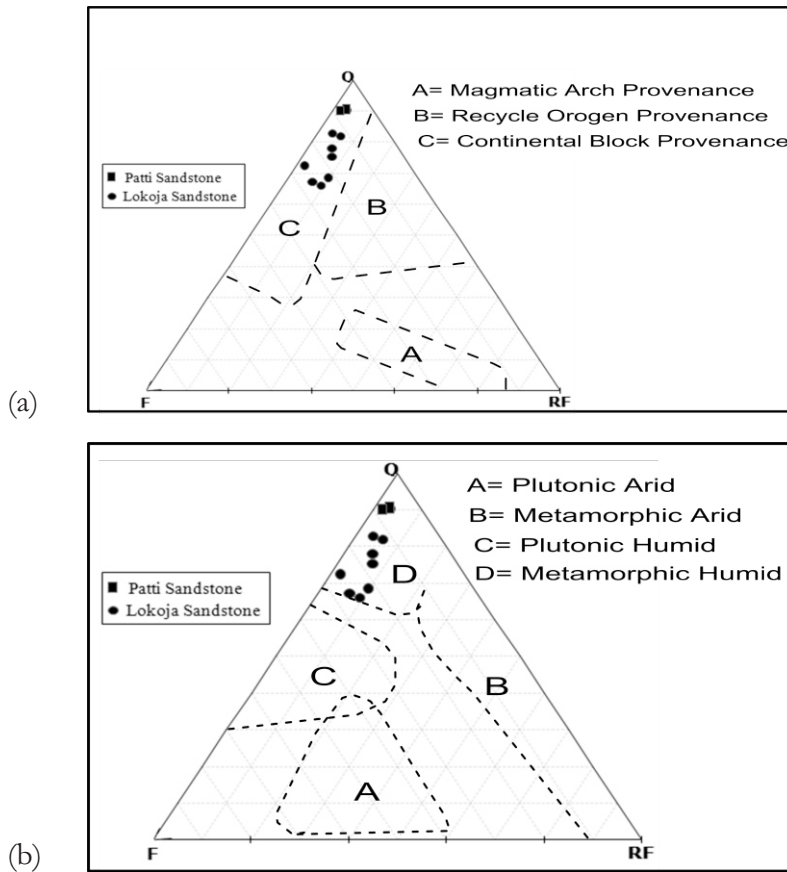 Q
A= Magmatic Arch Provenance
B= Recycle Orogen Provenance
C= Continental Block Provenance
Patti Sandstone
Lokoja Sandstone
B
C
A
F
RF
(a)
Q
A= Plutonic Arid
B= Metamorphic Arid
C= Plutonic Humid
D= Metamorphic Humid
Patti Sandstone
Lokoja Sandstone
D
C
B
A
F
RF
(b)